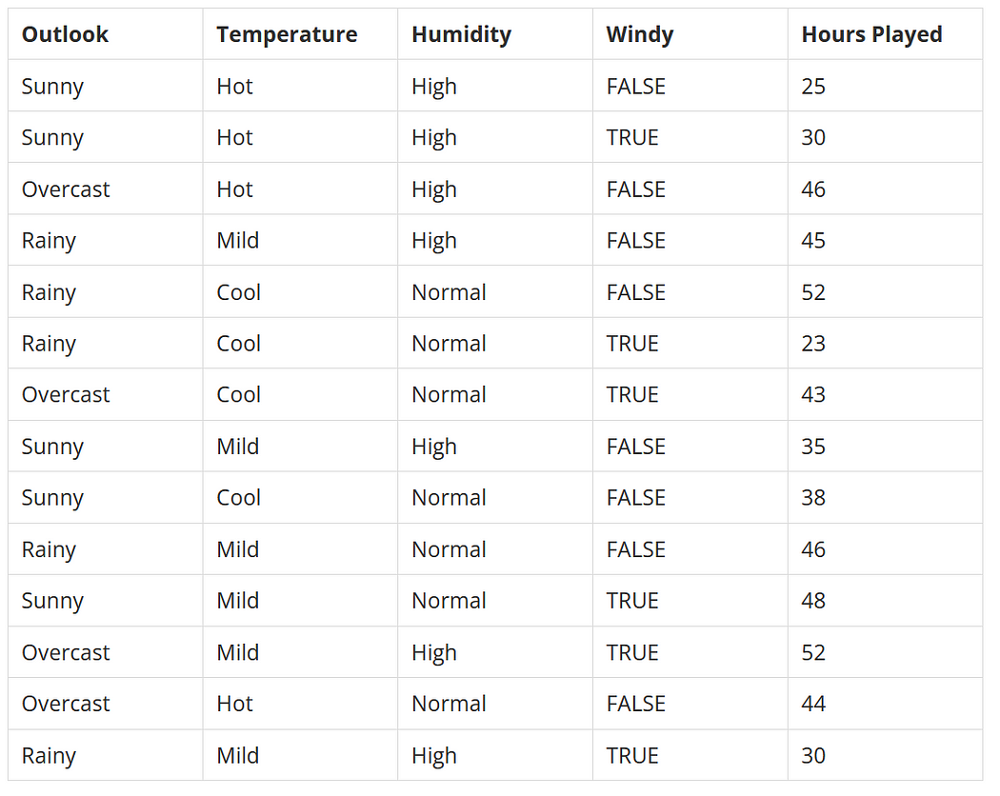 Outlook Temperature Humidity Windy Hours Played
Sunny Hot High FALSE 25
Sunny Hot High TRUE 30
Overcast Hot High FALSE 46
Rainy Mild High FALSE 45
Rainy Cool Normal FALSE 52
Rainy Cool Normal TRUE 23
Overcast Cool Normal TRUE 43
Sunny Mild High FALSE 35
Sunny Cool Normal FALSE 38
Rainy Mild Normal FALSE 46
Sunny Mild Normal TRUE 48
Overcast Mild High TRUE 52
Overcast Hot Normal FALSE 44
Rainy Mild High TRUE 30